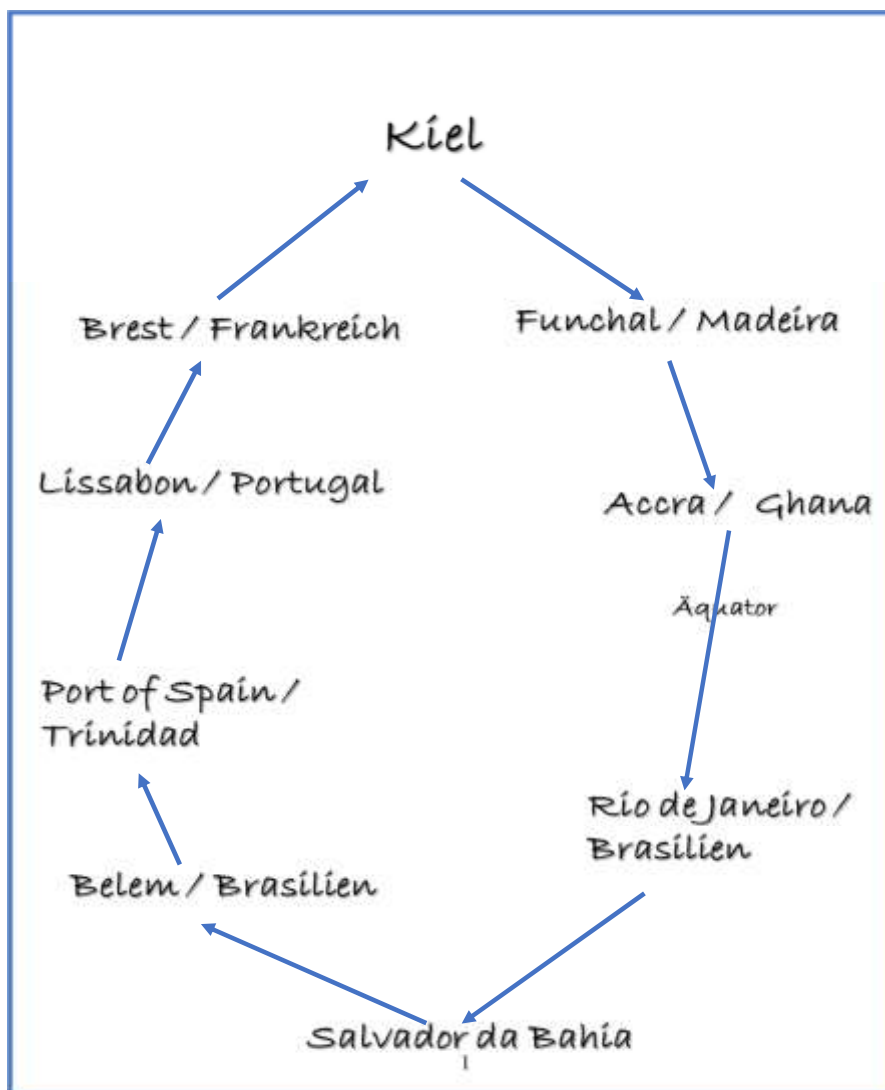 Kiel
Brest / Frankreich
Funchal / Madeira
Lissabon / Portugal
Accra / Ghana
Äquator
Port of Spain /
Trinidad
Rio de Janeiro /
Brasilien
Belem / Brasilien
Salvador da Bahia
1